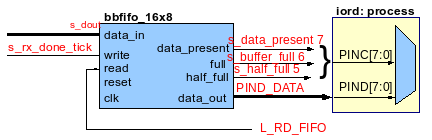 bbfifo_16x8
iord: process
s_dout
data_in
s_rx_done_tick
write
read
reset
clk
data_present
full
half_full
data_out
s_data_present 7
s_buffer_full 6
s_half_full 5
PIND_DATA
}
PINC[7:0]
PIND[7:0]
L_RD_FIFO